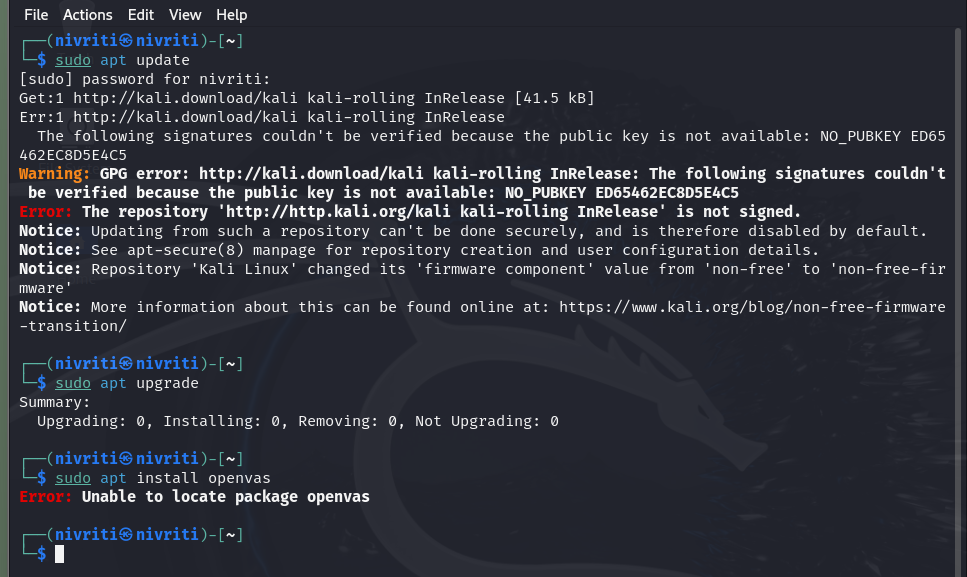 File Actions Edit View Help
┌──(nivriti㉿nivriti)-[~]
└─$ sudo apt update
[sudo] password for nivriti:
Get:1 http://kali.download/kali kali-rolling InRelease [41.5 kB]
Err:1 http://kali.download/kali kali-rolling InRelease
  The following signatures couldn't be verified because the public key is not available: NO_PUBKEY ED65
462EC8D5E4C5
Warning: GPG error: http://kali.download/kali kali-rolling InRelease: The following signatures couldn't
 be verified because the public key is not available: NO_PUBKEY ED65462EC8D5E4C5
Error: The repository 'http://http.kali.org/kali kali-rolling InRelease' is not signed.
Notice: Updating from such a repository can't be done securely, and is therefore disabled by default.
Notice: See apt-secure(8) manpage for repository creation and user configuration details.
Notice: Repository 'Kali Linux' changed its 'firmware component' value from 'non-free' to 'non-free-fir
mware'
Notice: More information about this can be found online at: https://www.kali.org/blog/non-free-firmware
-transition/
┌──(nivriti㉿nivriti)-[~]
└─$ sudo apt upgrade
Summary:
  Upgrading: 0, Installing: 0, Removing: 0, Not Upgrading: 0
┌──(nivriti㉿nivriti)-[~]
└─$ sudo apt install openvas
Error: Unable to locate package openvas
┌──(nivriti㉿nivriti)-[~]
└─$